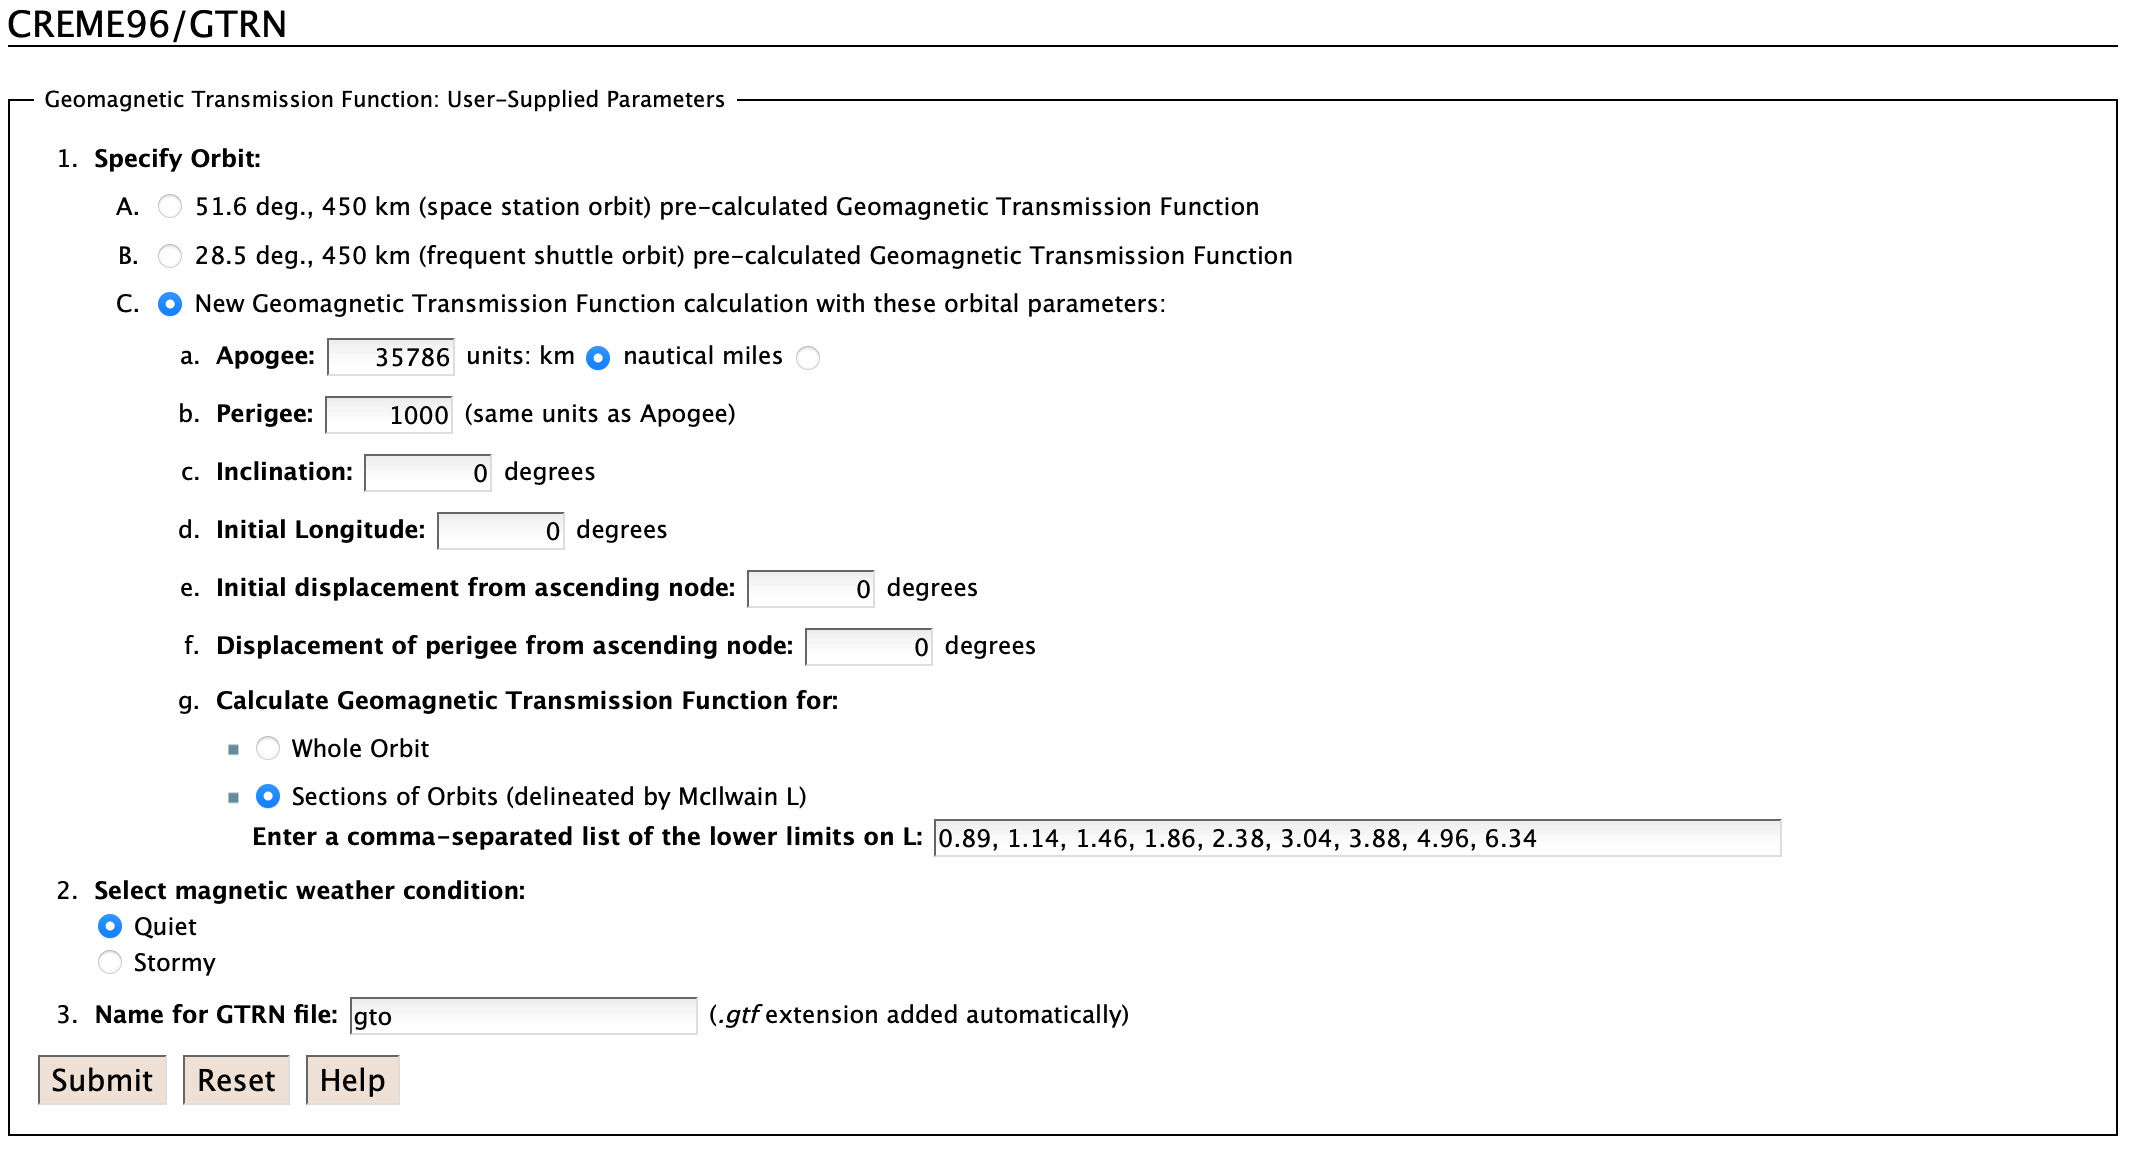 CREME96/GTRN
Geomagnetic Transmission Function: User-Supplied Parameters
1. Specify Orbit:
A. 51.6 deg., 450 km (space station orbit) pre-calculated Geomagnetic Transmission Function
B. 28.5 deg., 450 km (frequent shuttle orbit) pre-calculated Geomagnetic Transmission Function
C. New Geomagnetic Transmission Function calculation with these orbital parameters:
a. Apogee: 35786 units: km nautical miles
b. Perigee: 1000 (same units as Apogee)
c. Inclination: 0 degrees
d. Initial Longitude: 0 degrees
e. Initial displacement from ascending node: 0 degrees
f. Displacement of perigee from ascending node: 0 degrees
g. Calculate Geomagnetic Transmission Function for:
Whole Orbit
Sections of Orbits (delineated by McIlwain L)
Enter a comma-separated list of the lower limits on L: 0.89, 1.14, 1.46, 1.86, 2.38, 3.04, 3.88, 4.96, 6.34
2. Select magnetic weather condition:
Quiet
Stormy
3. Name for GTRN file: gto (.gtf extension added automatically)
Submit Reset Help